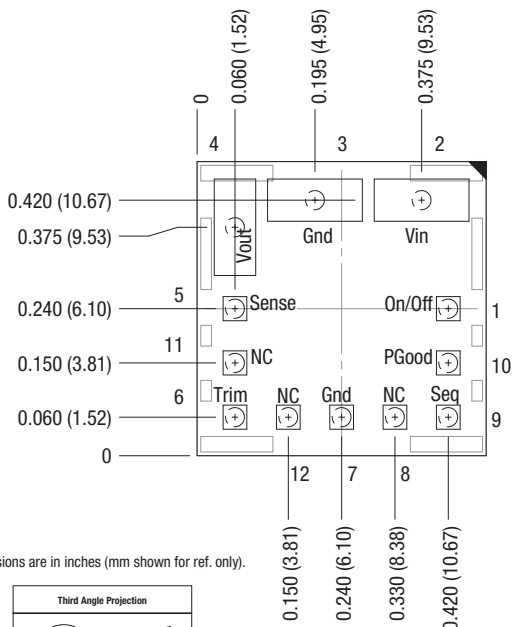 0
0.060 (1.52)
0.195 (4.95)
0.375 (9.53)
4
3
2
0.420 (10.67)
0.375 (9.53)
Vout
Gnd
Vin
0.240 (6.10)
5
Sense
On/Off
1
0.150 (3.81)
11
NC
PGood
10
0.060 (1.52)
6
Trim
NC
Gnd
NC
Seq
9
0
12
7
8
0.150 (3.81)
0.240 (6.10)
0.330 (8.38)
0.420 (10.67)
sions are in inches (mm shown for ref. only).
Third Angle Projection